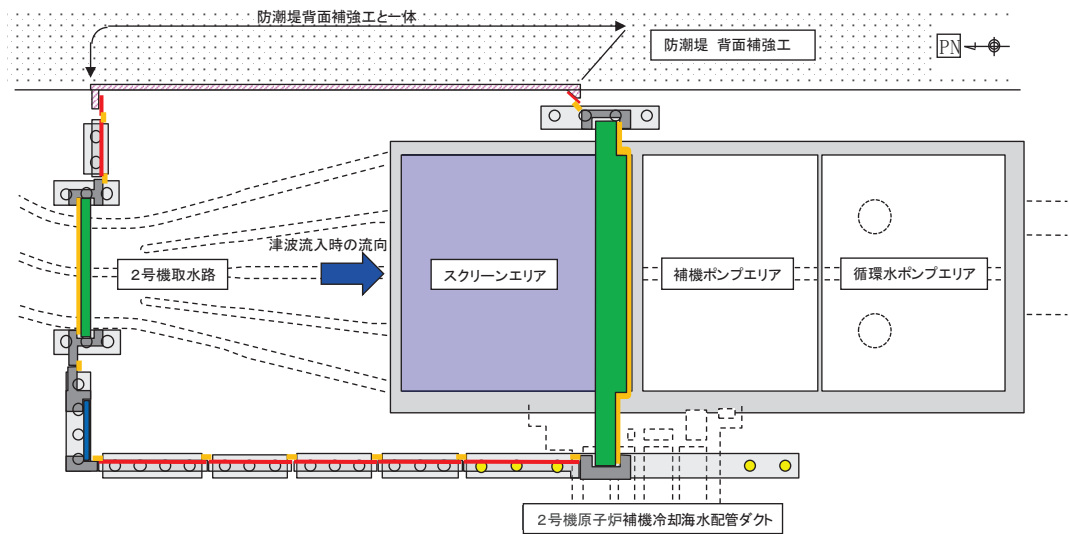 防潮堤背面補強工と一体
防潮堤 背面補強工
PN
津波流入時の流向
2号機取水路
スクリーンエリア
補機ポンプエリア
循環水ポンプエリア
2号機原子炉補機冷却海水配管ダクト